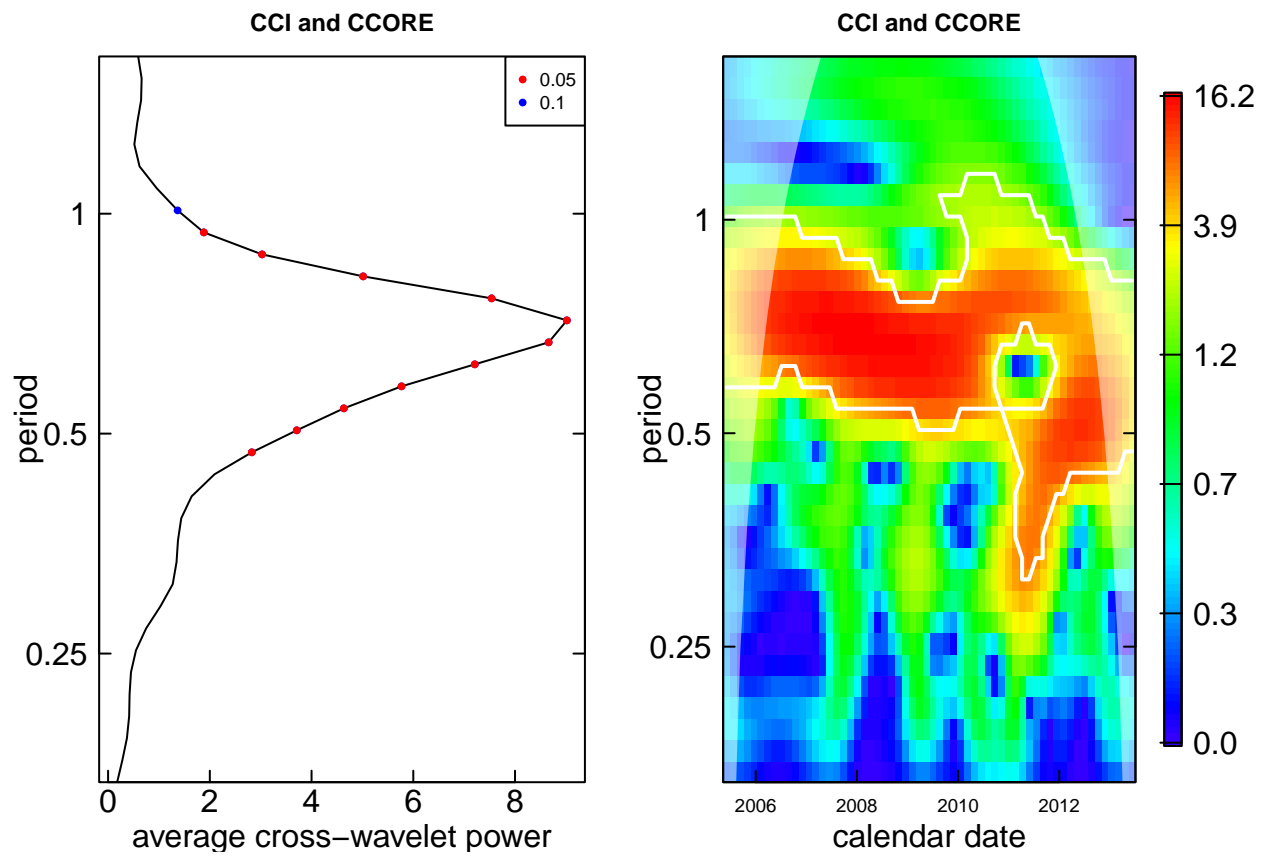 CCI and CCORE
0.05
0.1
1
0.5
0.25
period
0 2 4 6 8
average cross−wavelet power
CCI and CCORE
1
0.5
0.25
period
2006 2008 2010 2012
calendar date
16.2
3.9
1.2
0.7
0.3
0.0